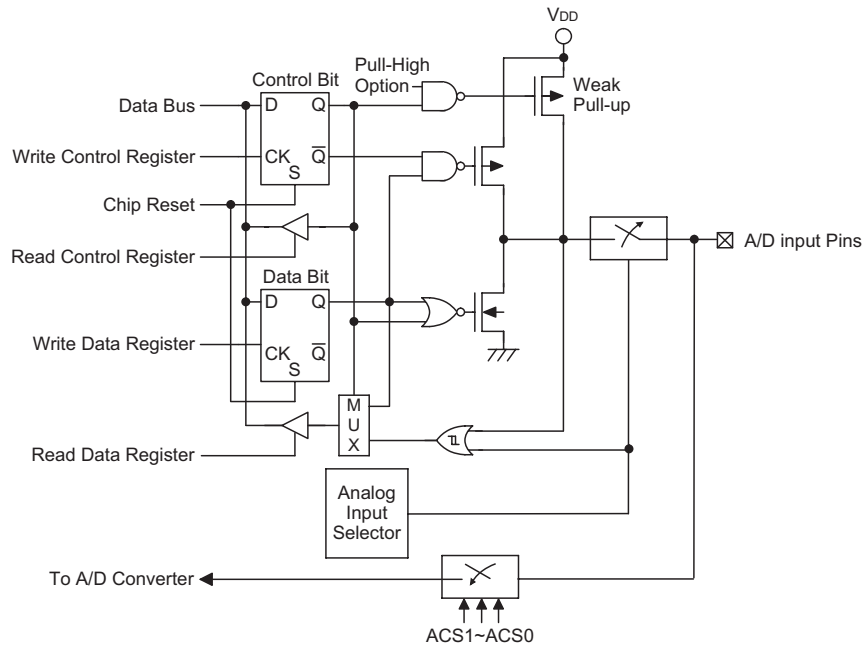 VDD
Pull-High
Option
Weak
Pull-up
Control Bit
Data Bus
D
Q
Write Control Register
CK
Q
S
Chip Reset
Read Control Register
A/D input Pins
Data Bit
D
Q
Write Data Register
CK
Q
S
M
U
X
Read Data Register
Analog
Input
Selector
To A/D Converter
ACS1~ACS0